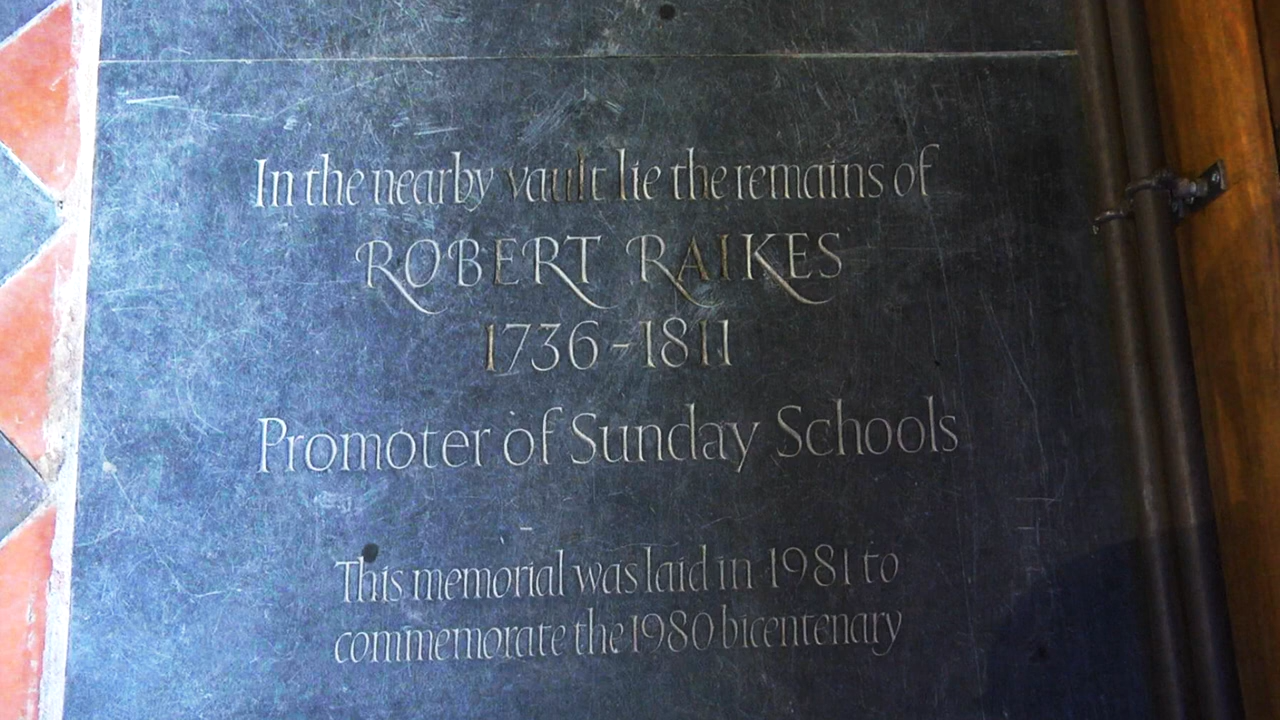 In the nearby vault lie the remains of
ROBERT RAIKES
1736-1811
Promoter of Sunday Schools
This memorial was laid in 1981 to
commemorate the 1980 bicentenary